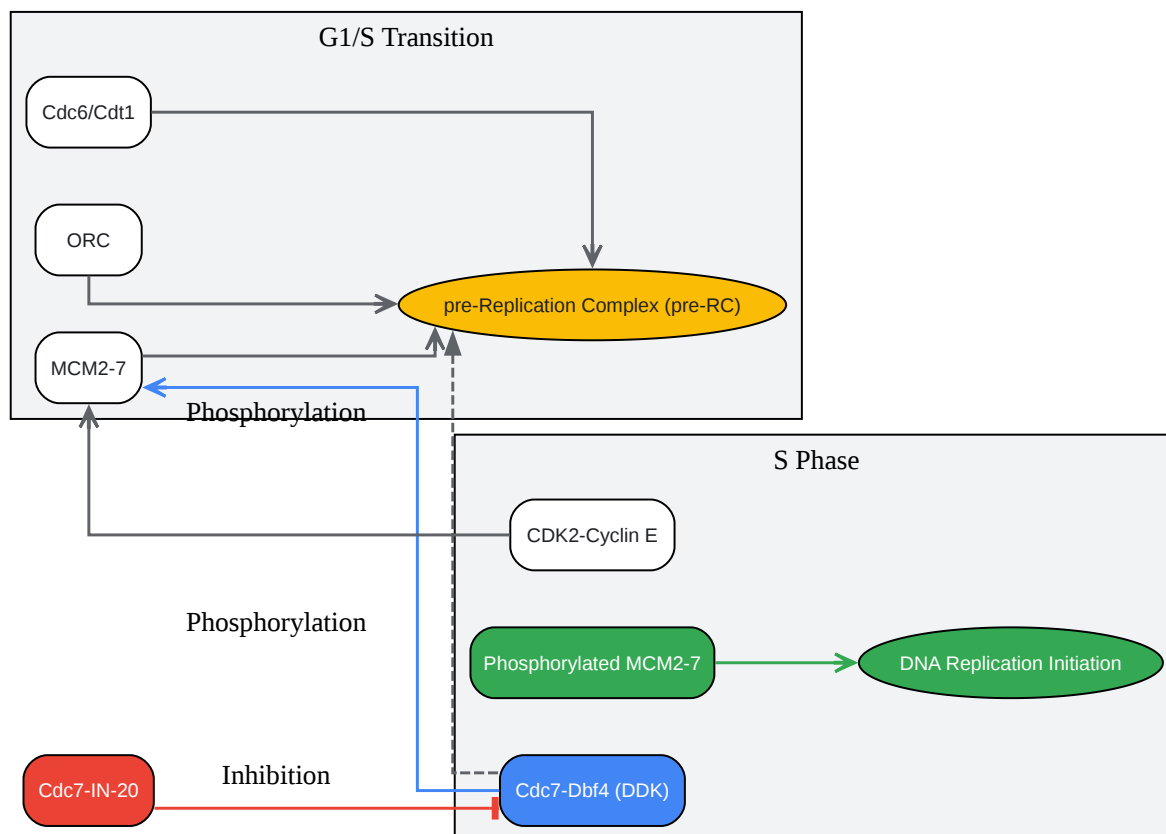 G1/S Transition
Cdc6/Cdt1
ORC
pre-Replication Complex (pre-RC)
MCM2-7
Phosphorylation
S Phase
CDK2-Cyclin E
Phosphorylation
Phosphorylated MCM2-7
DNA Replication Initiation
Inhibition
Cdc7-IN-20
Cdc7-Dbf4 (DDK)